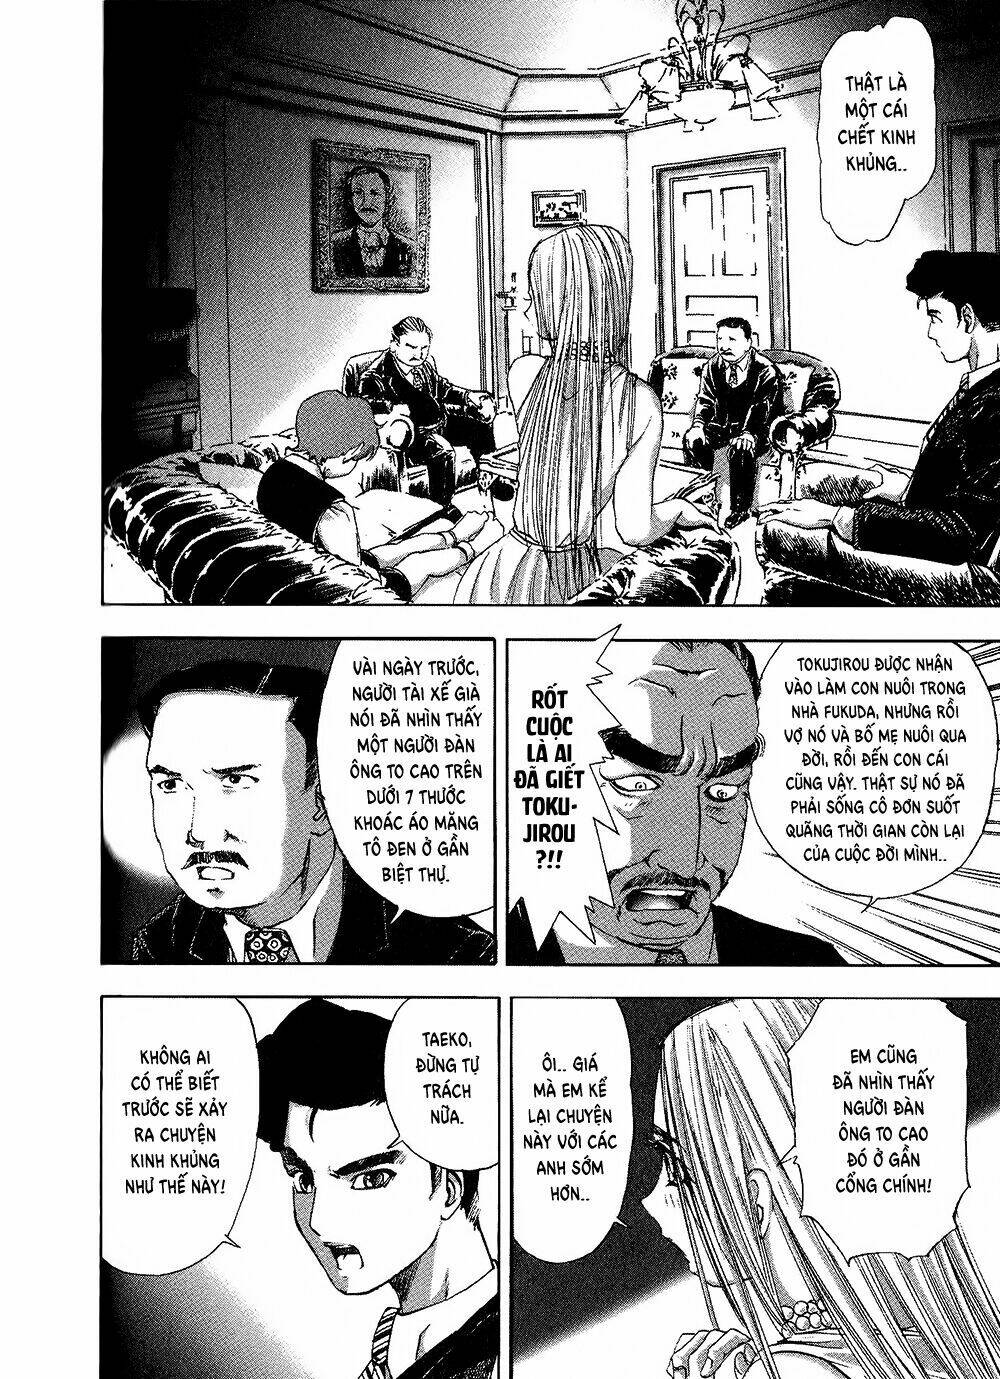 THẬT LÀ
MỘT CÁI
CHẾT KINH
KHỦNG..
TOKUJIROU ĐƯỢC NHẬN
VÀO LÀM CON NUÔI TRONG
NHÀ FUKUDA, NHƯNG RỒI
VỢ NÓ VÀ BỐ MẸ NUÔI QUA
ĐỜI, RỒI ĐẾN CON CÁI
CŨNG VẬY. THẬT SỰ NÓ ĐÃ
PHẢI SỐNG CÔ ĐƠN SUỐT
QUÃNG THỜI GIAN CÒN LẠI
CỦA CUỘC ĐỜI MÌNH..
RỐT
CUỘC
LÀ AI
ĐÃ GIẾT
TOKU-
JIROU
?!!
VÀI NGÀY TRƯỚC,
NGƯỜI TÀI XẾ GIÀ
NÓI ĐÃ NHÌN THẤY
MỘT NGƯỜI ĐÀN
ÔNG TO CAO TRÊN
DƯỚI 7 THƯỚC
KHOÁC ÁO MĂNG
TÔ ĐEN Ở GẦN
BIỆT THỰ.
EM CŨNG
ĐÃ NHÌN THẤY
NGƯỜI ĐÀN
ÔNG TO CAO
ĐÓ Ở GẦN
CỔNG CHÍNH!
ÔI.. GIÁ
MÀ EM KỂ
LẠI CHUYỆN
NÀY VỚI CÁC
ANH SỚM
HƠN..
TAEKO,
ĐỪNG TỰ
TRÁCH
NỮA.
KHÔNG AI
CÓ THỂ BIẾT
TRƯỚC SẼ XẢY
RA CHUYỆN
KINH KHỦNG
NHƯ THẾ NÀY!